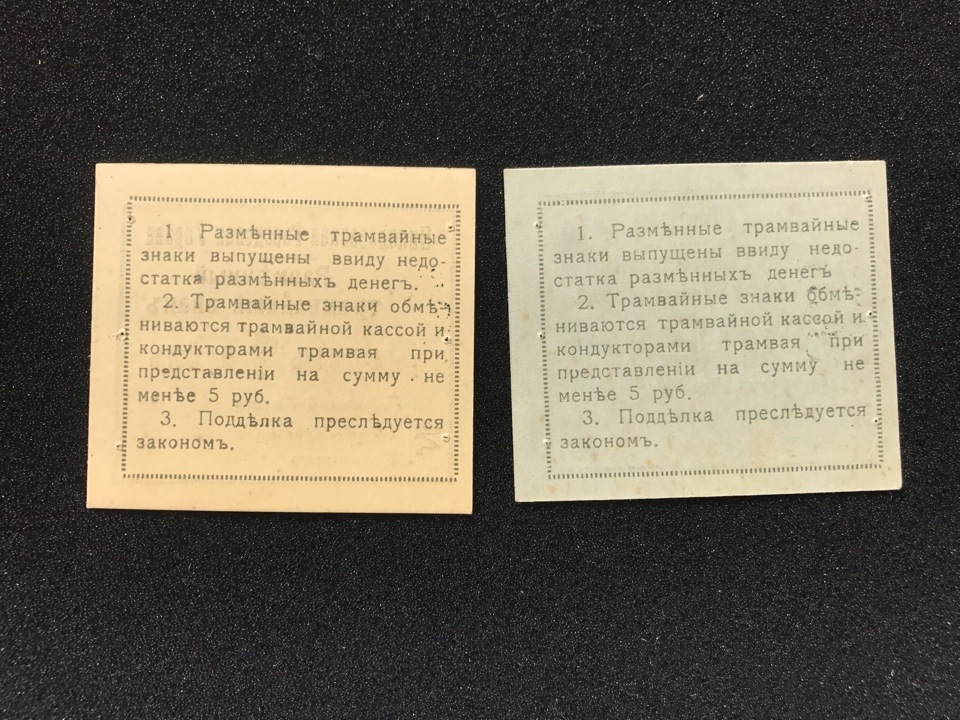 1 Размѣнные трамвайные
знаки выпущены ввиду недо-
статка размѣнныхъ денегъ.
2. Трамвайные знаки обмѣ-
ниваются трамвайной кассой и
кондукторами трамвая при
представленіи на сумму не
менѣе 5 руб.
3. Поддѣлка преслѣдуется
закономъ.
1. Размѣнные трамвайные
знаки выпущены ввиду недо-
статка размѣнныхъ денегъ
2. Трамвайные знаки обмѣ-
ниваются трамвайной кассой и
кондукторами трамвая при
представленіи на сумму не
менѣе 5 руб.
3. Поддѣлка преслѣдуется
закономъ.